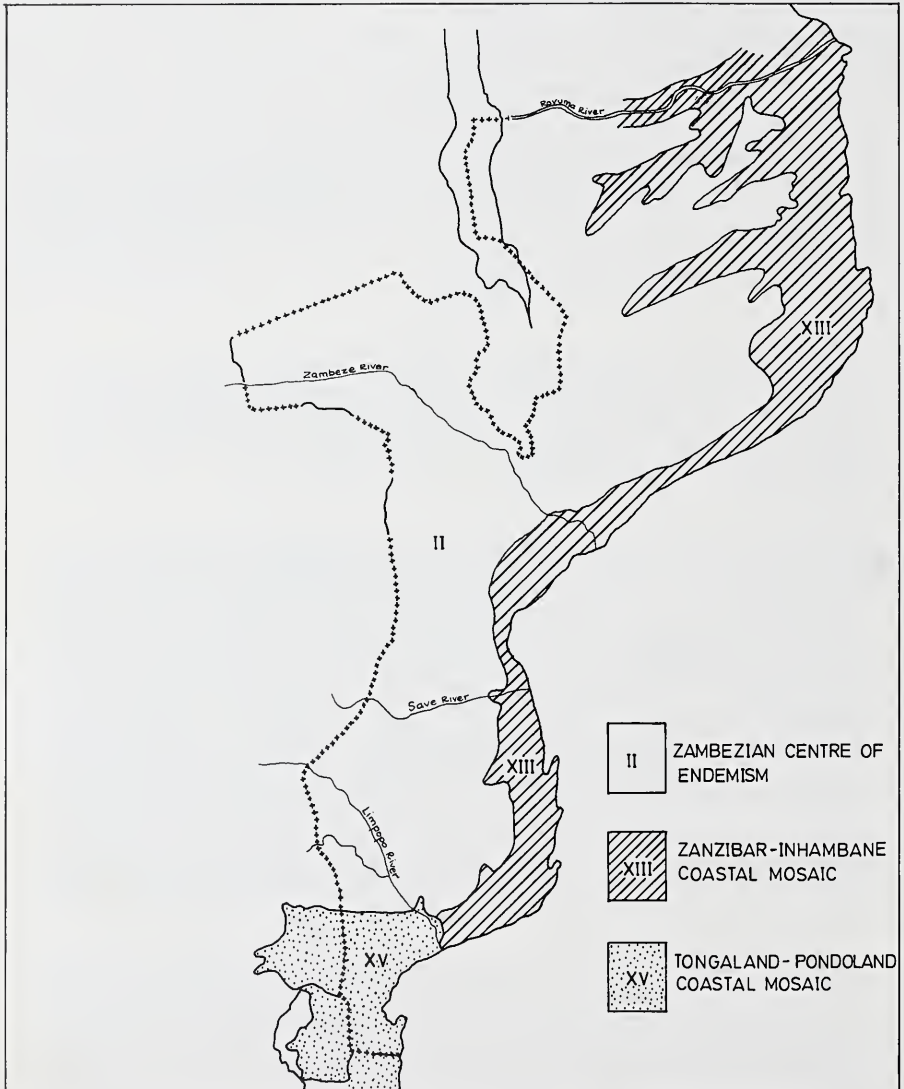 Rovuma River
XIII
Zambeze River
II
Save River
XIII
Limpopo River
XV
II
ZAMBEZIAN CENTRE OF
ENDEMISM
XIII
ZANZIBAR-INHAMBANE
COASTAL MOSAIC
XV
TONGALAND-PONDOLAND
COASTAL MOSAIC